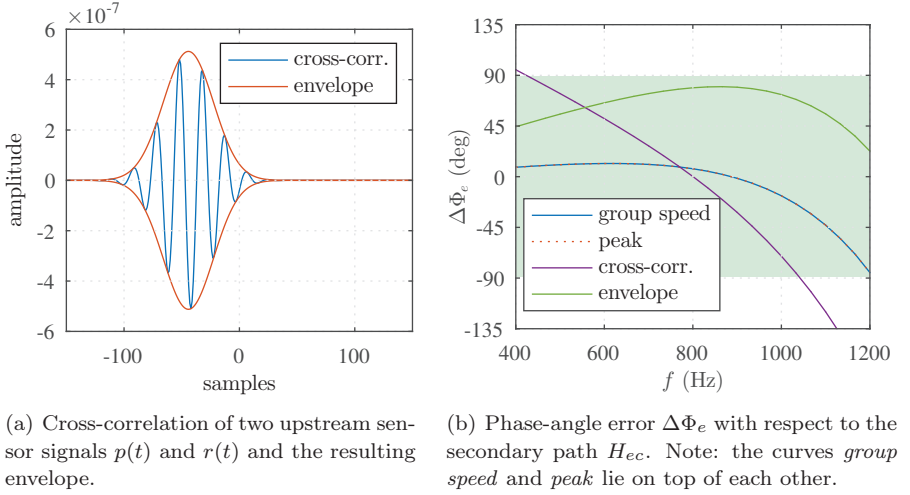 ×10⁻⁷
6
4
2
0
-2
-4
-6
amplitude
cross-corr.
envelope
-100
0
100
samples
135
90
45
0
-45
-90
-135
ΔΦₑ (deg)
group speed
peak
cross-corr.
envelope
400
600
800
1000
1200
f (Hz)
(a) Cross-correlation of two upstream sen-
sor signals p(t) and r(t) and the resulting
envelope.
(b) Phase-angle error ΔΦₑ with respect to the
secondary path H_ec. Note: the curves group
speed and peak lie on top of each other.